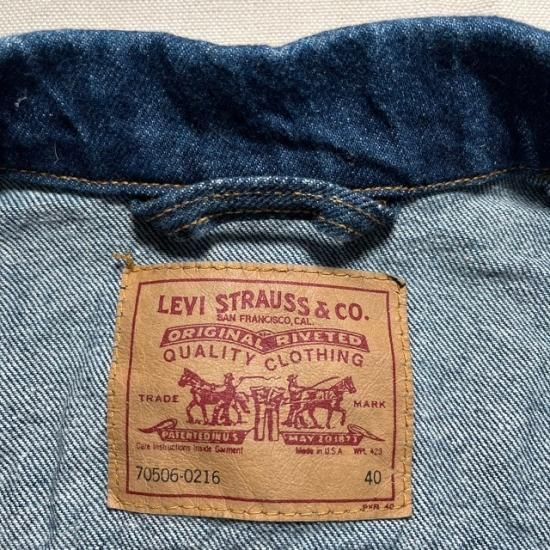 LEVI STRAUSS & CO.
SAN FRANCISCO, CAL.
ORIGINAL RIVETED
QUALITY CLOTHING
TRADE MARK
PATENTED IN U.S. MAY 20 1873
Care Instructions Inside Garment Made in U.S.A. WPL 423
70506-0216 40